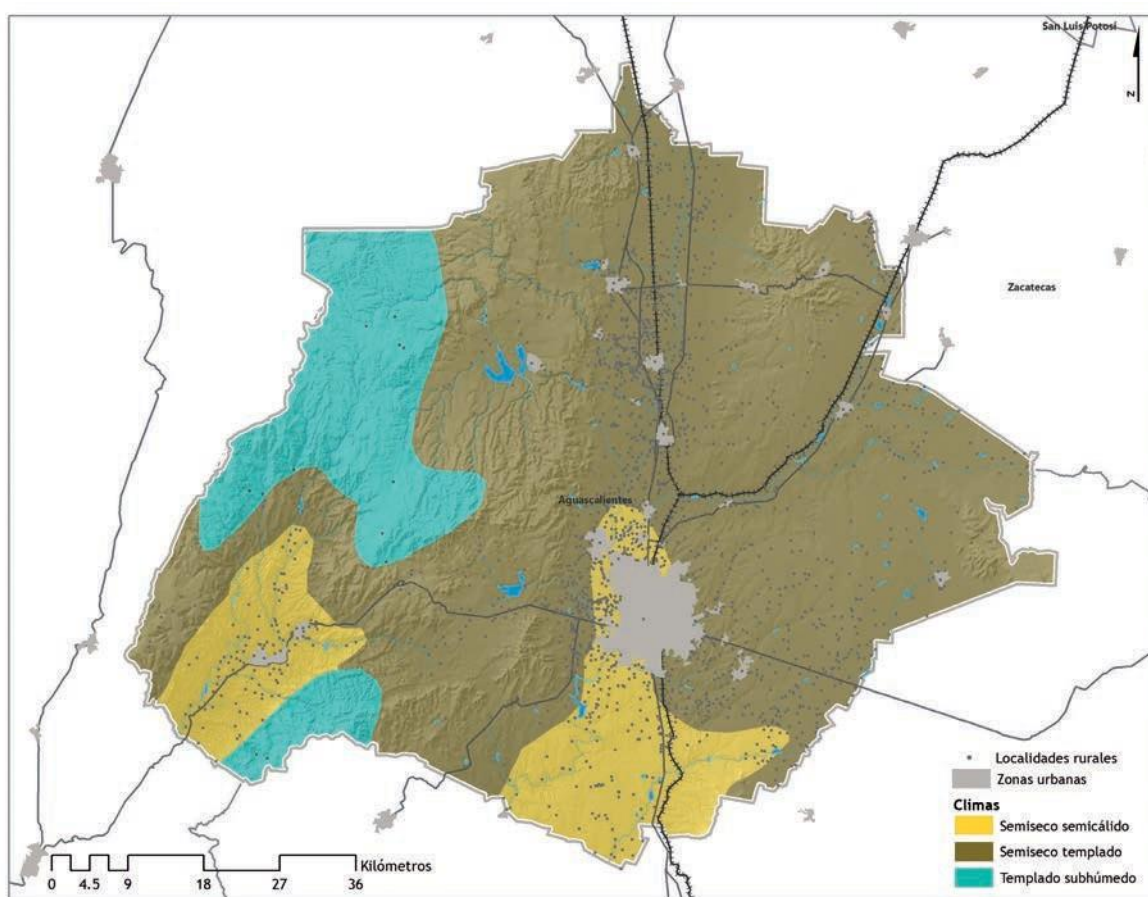 San Luis Potosí
N
Zacatecas
Aguascalientes
Localidades rurales
Zonas urbanas
Climas
Semiseco semicálido
Semiseco templado
Templado subhúmedo
Kilómetros
0 4.5 9 18 27 36